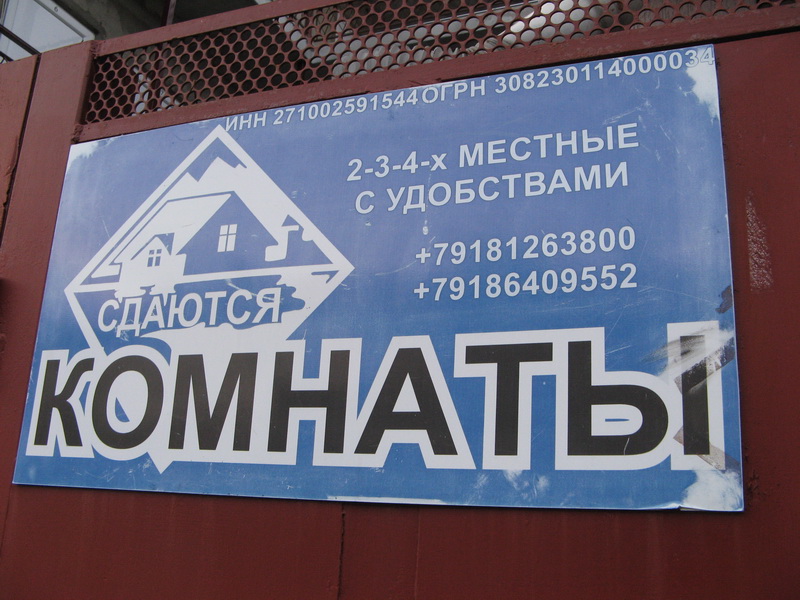 ИНН 271002591544 ОГРН 308230114000034
2-3-4-х МЕСТНЫЕ
С УДОБСТВАМИ
+79181263800
+79186409552
СДАЮТСЯ
КОМНАТЫ